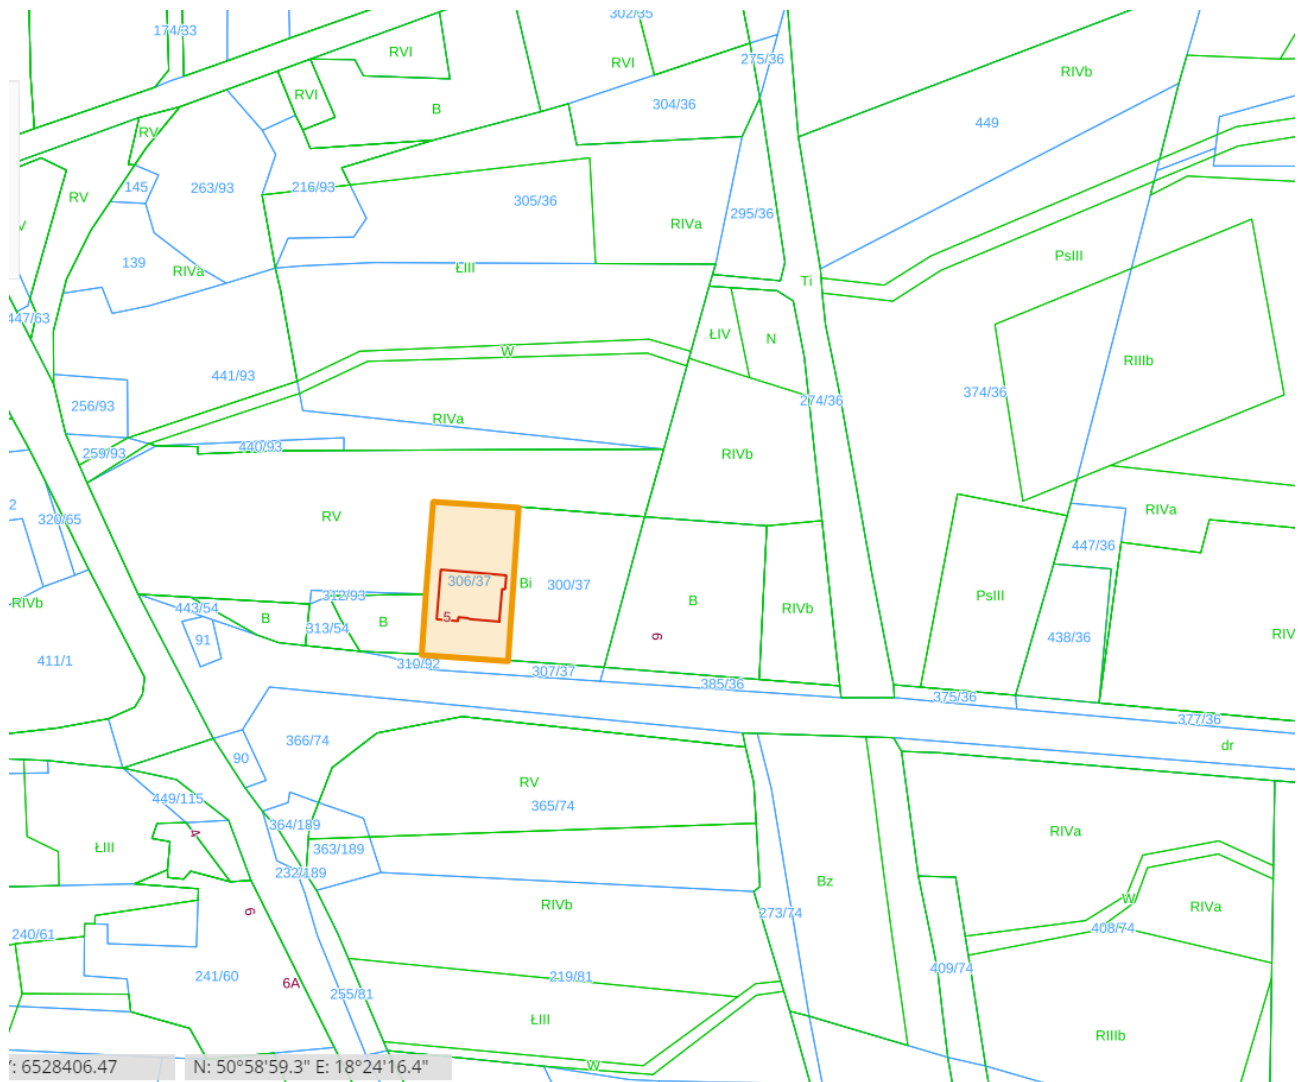 302/35
174/33
RVI
275/36
RVI
RIVb
RVI
304/36
B
449
RV
145
263/93
216/93
RV
305/36
295/36
RIVa
139
RIVa
ŁIII
PsIII
Ti
447/63
ŁIV
N
W
RIIIb
441/93
374/36
274/36
256/93
RIVa
440/93
259/93
RIVb
2
RV
320/65
RIVa
447/36
306/37
Bi
300/37
312/93
PsIII
RIVb
443/54
B
RIVb
B
5
B
313/54
6
RIV
91
438/36
411/1
310/92
307/37
385/36
375/36
377/36
366/74
dr
90
RV
449/115
365/74
364/189
4
RIVa
ŁIII
363/189
232/189
Bz
RIVb
W
RIVa
6
273/74
408/74
240/61
241/60
219/81
409/74
6A
255/81
ŁIII
RIIIb
W
: 6528406.47
N: 50°58'59.3" E: 18°24'16.4"